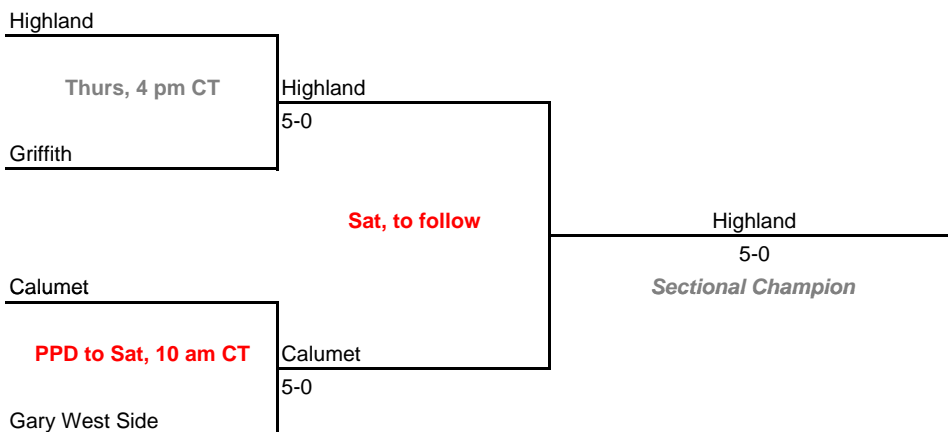 Highland
Thurs, 4 pm CT
Highland
5-0
Griffith
Sat, to follow
Highland
5-0
Calumet
Sectional Champion
PPD to Sat, 10 am CT
Calumet
5-0
Gary West Side